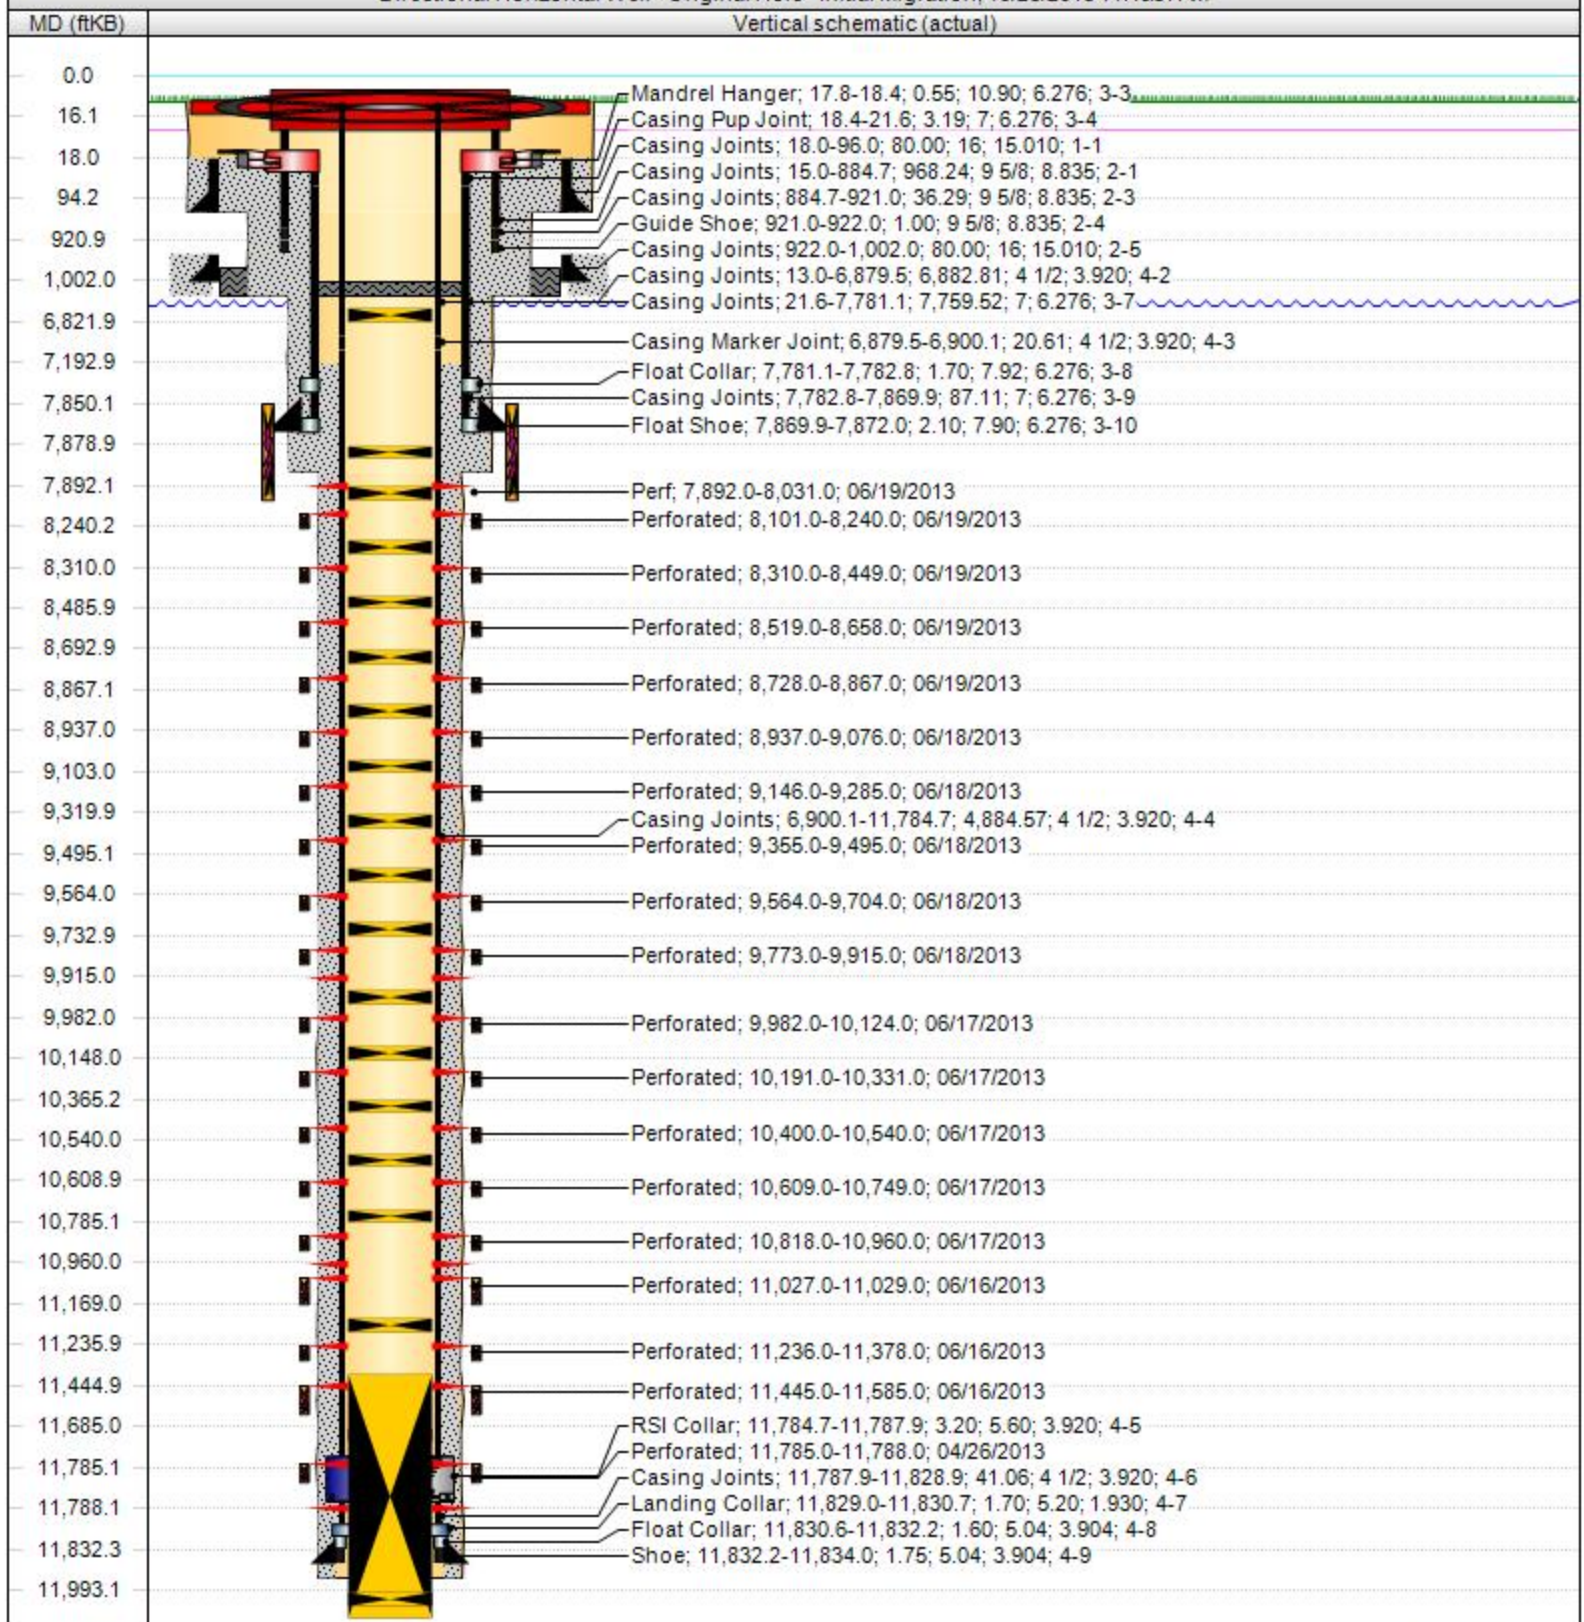 MD (ftKB)
Vertical schematic (actual)
0.0
16.1
18.0
94.2
920.9
1,002.0
6,821.9
7,192.9
7,850.1
7,878.9
7,892.1
8,240.2
8,310.0
8,485.9
8,692.9
8,867.1
8,937.0
9,103.0
9,319.9
9,495.1
9,564.0
9,732.9
9,915.0
9,982.0
10,148.0
10,365.2
10,540.0
10,608.9
10,785.1
10,960.0
11,169.0
11,235.9
11,444.9
11,685.0
11,785.1
11,788.1
11,832.3
11,993.1
Mandrel Hanger; 17.8-18.4; 0.55; 10.90; 6.276; 3-3
Casing Pup Joint; 18.4-21.6; 3.19; 7; 6.276; 3-4
Casing Joints; 18.0-96.0; 80.00; 16; 15.010; 1-1
Casing Joints; 15.0-884.7; 968.24; 9 5/8; 8.835; 2-1
Casing Joints; 884.7-921.0; 36.29; 9 5/8; 8.835; 2-3
Guide Shoe; 921.0-922.0; 1.00; 9 5/8; 8.835; 2-4
Casing Joints; 922.0-1,002.0; 80.00; 16; 15.010; 2-5
Casing Joints; 13.0-6,879.5; 6,882.81; 4 1/2; 3.920; 4-2
Casing Joints; 21.6-7,781.1; 7,759.52; 7; 6.276; 3-7
Casing Marker Joint; 6,879.5-6,900.1; 20.61; 4 1/2; 3.920; 4-3
Float Collar; 7,781.1-7,782.8; 1.70; 7.92; 6.276; 3-8
Casing Joints; 7,782.8-7,869.9; 87.11; 7; 6.276; 3-9
Float Shoe; 7,869.9-7,872.0; 2.10; 7.90; 6.276; 3-10
Perf; 7,892.0-8,031.0; 06/19/2013
Perforated; 8,101.0-8,240.0; 06/19/2013
Perforated; 8,310.0-8,449.0; 06/19/2013
Perforated; 8,519.0-8,658.0; 06/19/2013
Perforated; 8,728.0-8,867.0; 06/19/2013
Perforated; 8,937.0-9,076.0; 06/18/2013
Perforated; 9,146.0-9,285.0; 06/18/2013
Casing Joints; 6,900.1-11,784.7; 4,884.57; 4 1/2; 3.920; 4-4
Perforated; 9,355.0-9,495.0; 06/18/2013
Perforated; 9,564.0-9,704.0; 06/18/2013
Perforated; 9,773.0-9,915.0; 06/18/2013
Perforated; 9,982.0-10,124.0; 06/17/2013
Perforated; 10,191.0-10,331.0; 06/17/2013
Perforated; 10,400.0-10,540.0; 06/17/2013
Perforated; 10,609.0-10,749.0; 06/17/2013
Perforated; 10,818.0-10,960.0; 06/17/2013
Perforated; 11,027.0-11,029.0; 06/16/2013
Perforated; 11,236.0-11,378.0; 06/16/2013
Perforated; 11,445.0-11,585.0; 06/16/2013
RSI Collar; 11,784.7-11,787.9; 3.20; 5.60; 3.920; 4-5
Perforated; 11,785.0-11,788.0; 04/26/2013
Casing Joints; 11,787.9-11,828.9; 41.06; 4 1/2; 3.920; 4-6
Landing Collar; 11,829.0-11,830.7; 1.70; 5.20; 1.930; 4-7
Float Collar; 11,830.6-11,832.2; 1.60; 5.04; 3.904; 4-8
Shoe; 11,832.2-11,834.0; 1.75; 5.04; 3.904; 4-9